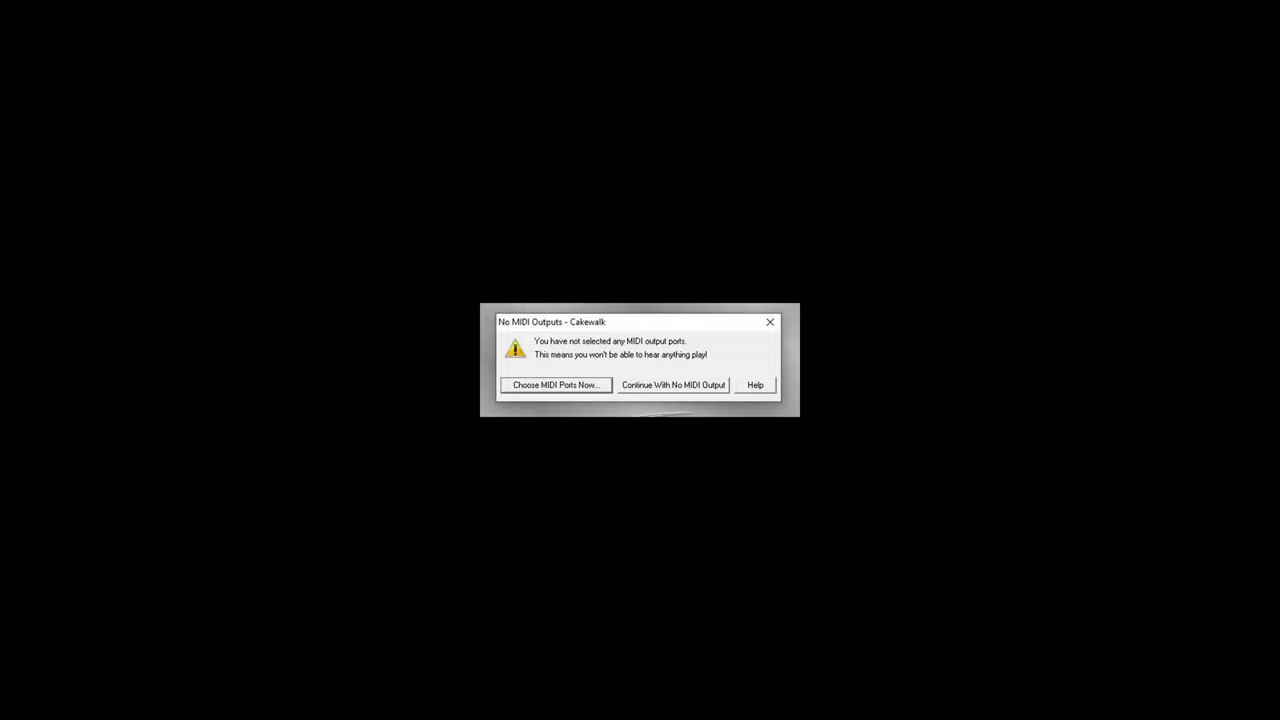 No MIDI Outputs - Cakewalk
You have not selected any MIDI output ports.
This means you won't be able to hear anything play!
Choose MIDI Ports Now...
Continue With No MIDI Output
Help